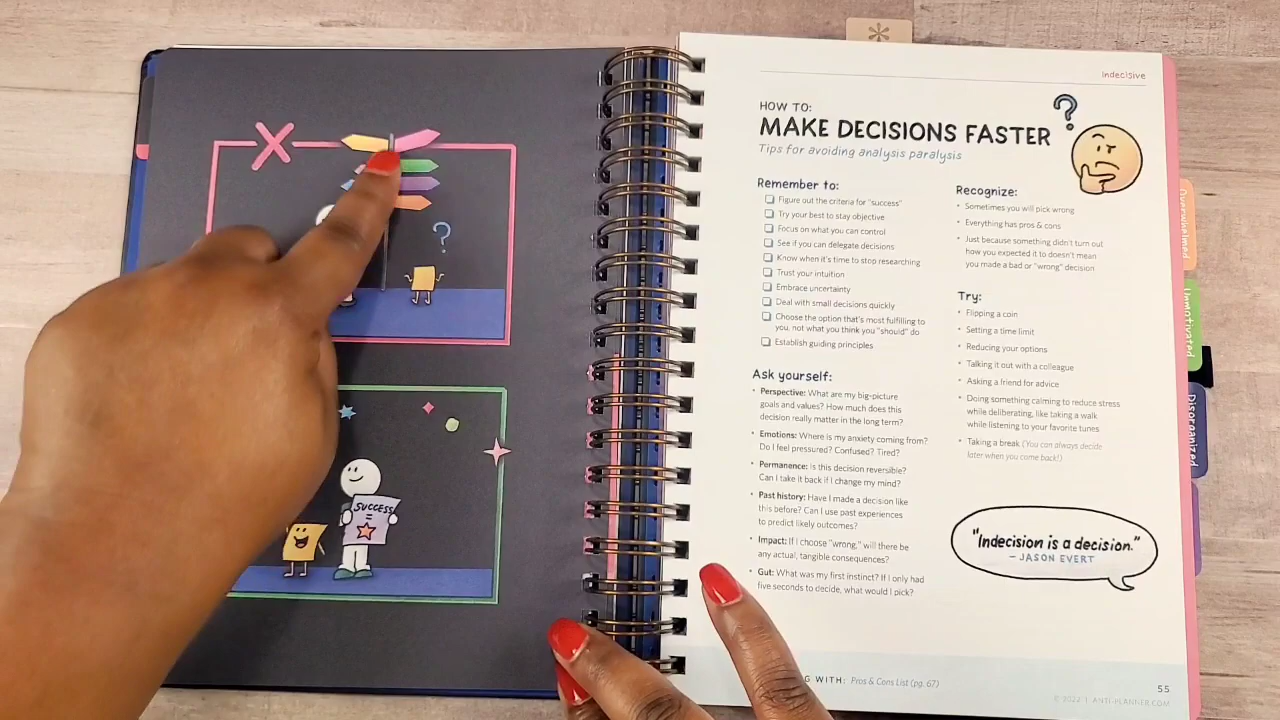 ?
SUCCESS
=
Indecisive
HOW TO:
MAKE DECISIONS FASTER
Tips for avoiding analysis paralysis
?
Remember to:
Figure out the criteria for "success"
Try your best to stay objective
Focus on what you can control
See if you can delegate decisions
Know when it's time to stop researching
Trust your intuition
Embrace uncertainty
Deal with small decisions quickly
Choose the option that's most fulfilling to
you, not what you think you "should" do
Establish guiding principles
Ask yourself:
• Perspective: What are my big-picture
goals and values? How much does this
decision really matter in the long term?
• Emotions: Where is my anxiety coming from?
Do I feel pressured? Confused? Tired?
• Permanence: Is this decision reversible?
Can I take it back if I change my mind?
• Past history: Have I made a decision like
this before? Can I use past experiences
to predict likely outcomes?
• Impact: If I choose "wrong," will there be
any actual, tangible consequences?
• Gut: What was my first instinct? If I only had
five seconds to decide, what would I pick?
Recognize:
• Sometimes you will pick wrong
• Everything has pros & cons
• Just because something didn't turn out
how you expected it to doesn't mean
you made a bad or "wrong" decision
Try:
• Flipping a coin
• Setting a time limit
• Reducing your options
• Talking it out with a colleague
• Asking a friend for advice
• Doing something calming to reduce stress
while deliberating, like taking a walk
while listening to your favorite tunes
• Taking a break (You can always decide
later when you come back!)
"Indecision is a decision."
– JASON EVERT
G WITH: Pros & Cons List (pg. 67)
55
© 2022 | ANTI-PLANNER.COM
Overwhelmed
Unmotivated
Disorganized